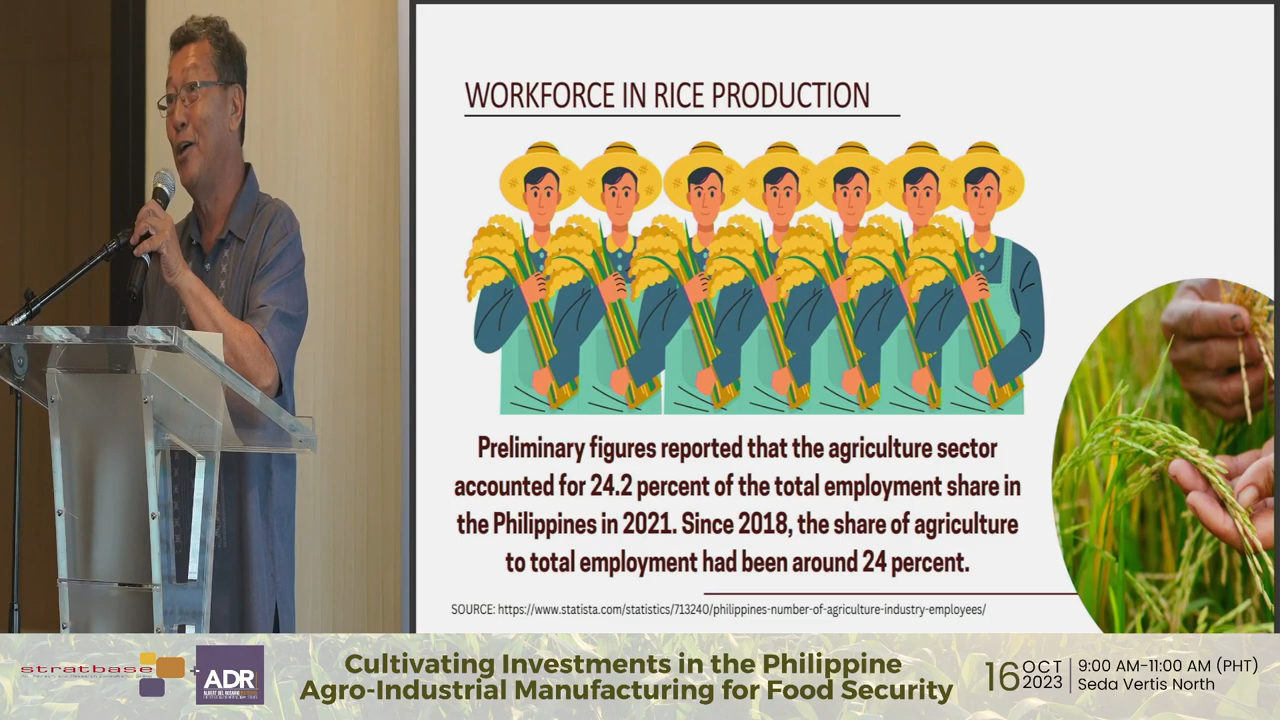 WORKFORCE IN RICE PRODUCTION
Preliminary figures reported that the agriculture sector
accounted for 24.2 percent of the total employment share in
the Philippines in 2021. Since 2018, the share of agriculture
to total employment had been around 24 percent.
SOURCE: https://www.statista.com/statistics/713240/philippines-number-of-agriculture-industry-employees/
stratbase
+
ADR
Cultivating Investments in the Philippine
Agro-Industrial Manufacturing for Food Security
16 OCT 2023
9:00 AM-11:00 AM (PHT)
Seda Vertis North